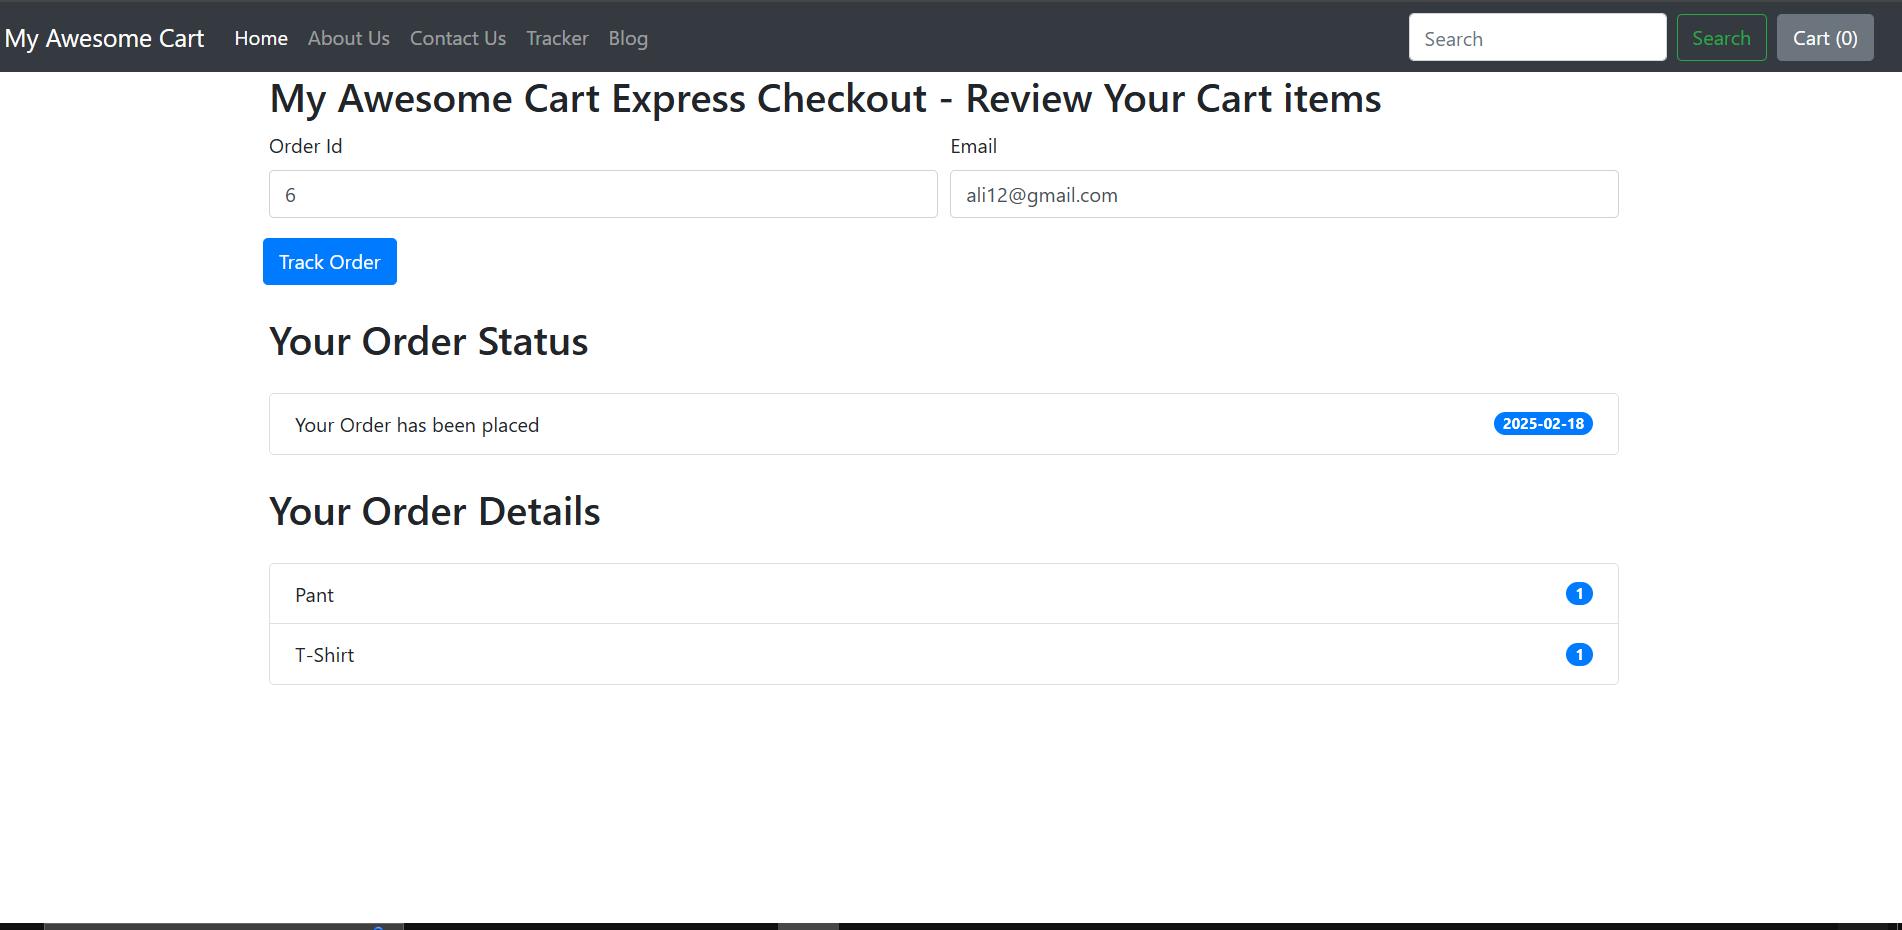 My Awesome Cart Home About Us Contact Us Tracker Blog Search Search Cart (0)
My Awesome Cart Express Checkout - Review Your Cart items
Order Id Email
6 ali12@gmail.com
Track Order
Your Order Status
Your Order has been placed 2025-02-18
Your Order Details
Pant 1
T-Shirt 1